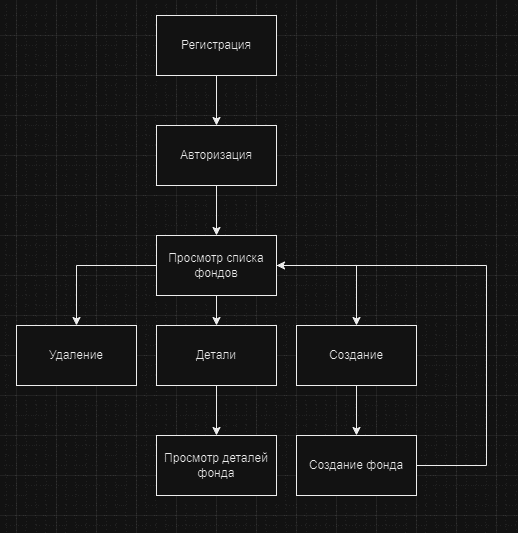 Регистрация
Авторизация
Просмотр списка
фондов
Удаление
Детали
Создание
Просмотр деталей
фонда
Создание фонда